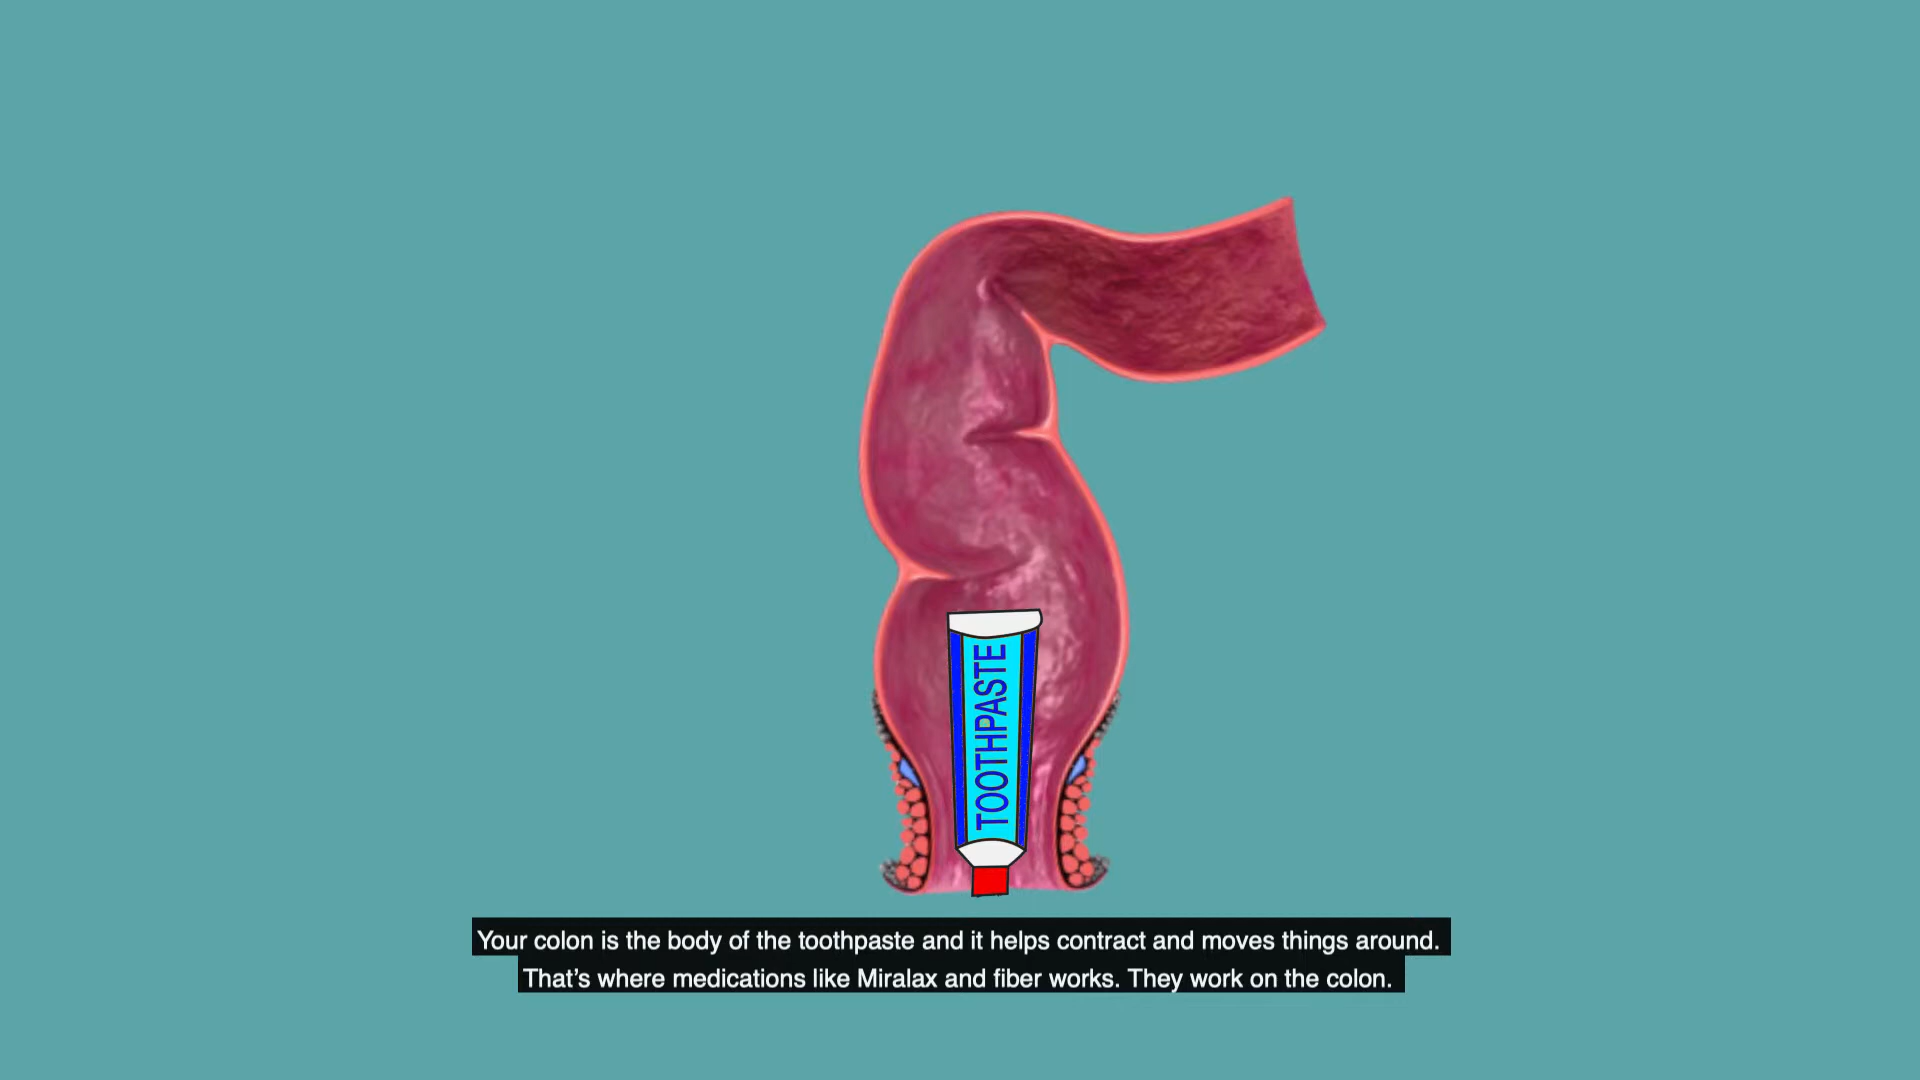 TOOTHPASTE
Your colon is the body of the toothpaste and it helps contract and moves things around.
That’s where medications like Miralax and fiber works. They work on the colon.